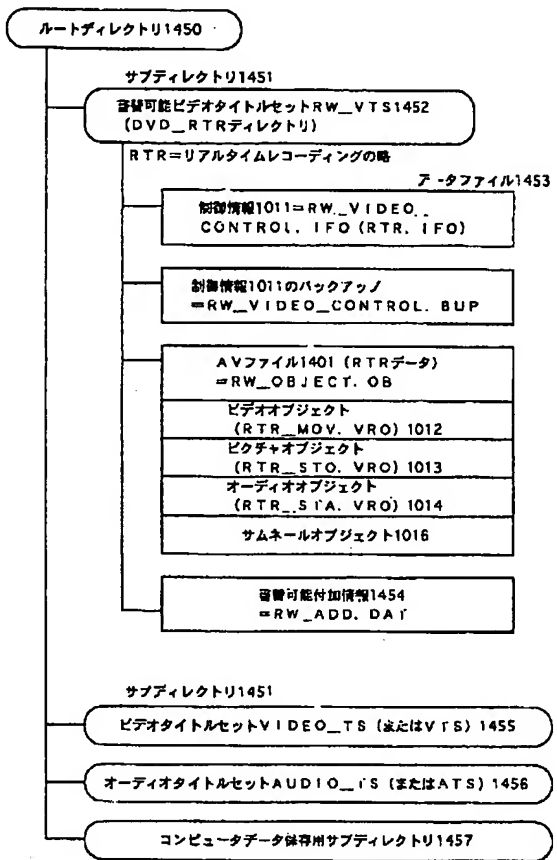 ルートディレクトリ1450
サブディレクトリ1451
書替可能ビデオタイトルセットRW_VTS1452
(DVD_RTRディレクトリ)
RTR=リアルタイムレコーディングの略
データファイル1453
制御情報1011=RW_VIDEO_
CONTROL. IFO (RTR. IFO)
制御情報1011のバックアップ
=RW_VIDEO_CONTROL. BUP
AVファイル1401 (RTRデータ)
=RW_OBJECT. OB
ビデオオブジェクト
(RTR_MOV. VRO) 1012
ピクチャオブジェクト
(RTR_STO. VRO) 1013
オーディオオブジェクト
(RTR_STA. VRO) 1014
サムネールオブジェクト1016
書替可能付加情報1454
=RW_ADD. DAT
サブディレクトリ1451
ビデオタイトルセットVIDEO_TS (またはVTS) 1455
オーディオタイトルセットAUDIO_TS (またはATS) 1456
コンピュータデータ保存用サブディレクトリ1457